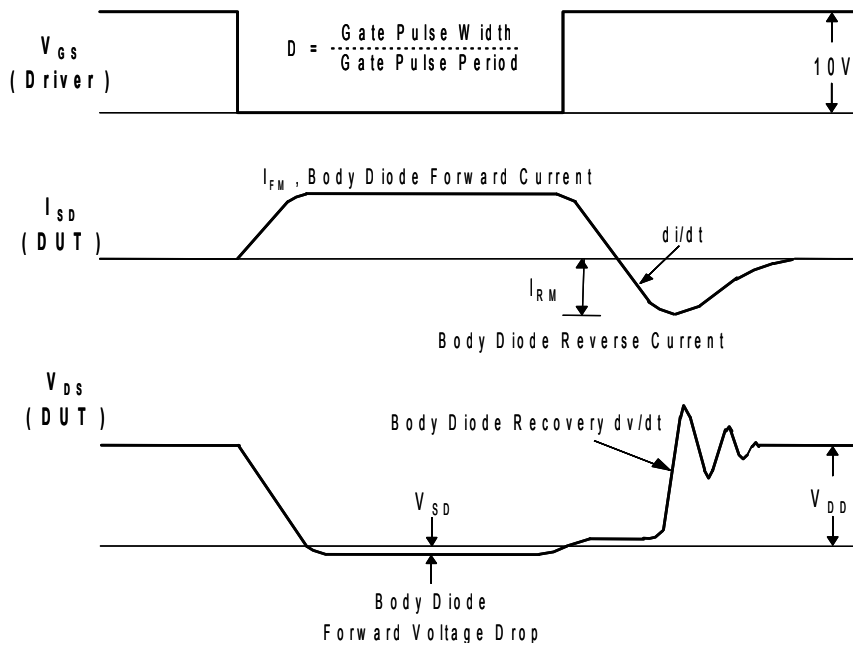 V_GS
(Driver)
D = Gate Pulse Width
Gate Pulse Period
10V
I_FM , Body Diode Forward Current
I_SD
(DUT)
di/dt
I_RM
Body Diode Reverse Current
V_DS
(DUT)
Body Diode Recovery dv/dt
V_SD
V_DD
Body Diode
Forward Voltage Drop